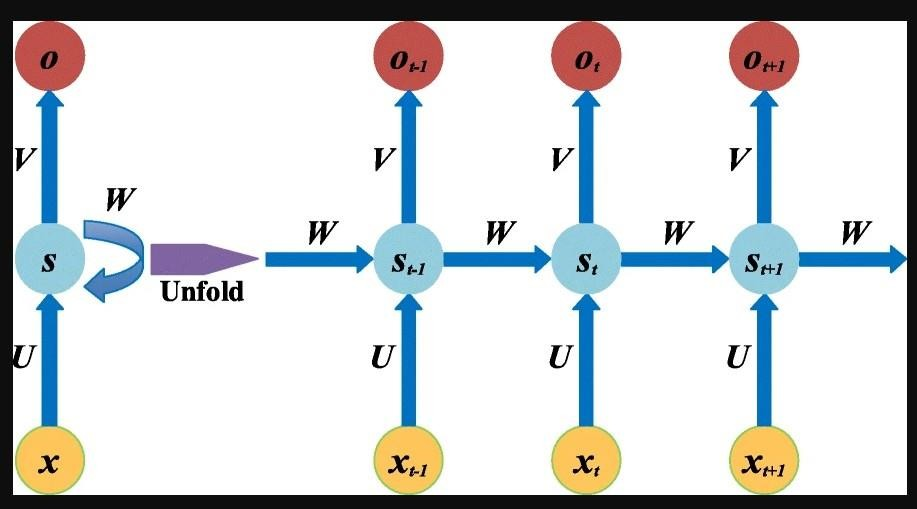 o o_{t-1} o_t o_{t+1}
V V V V
W
W W W W
s s_{t-1} s_t s_{t+1}
Unfold
U U U U
x x_{t-1} x_t x_{t+1}